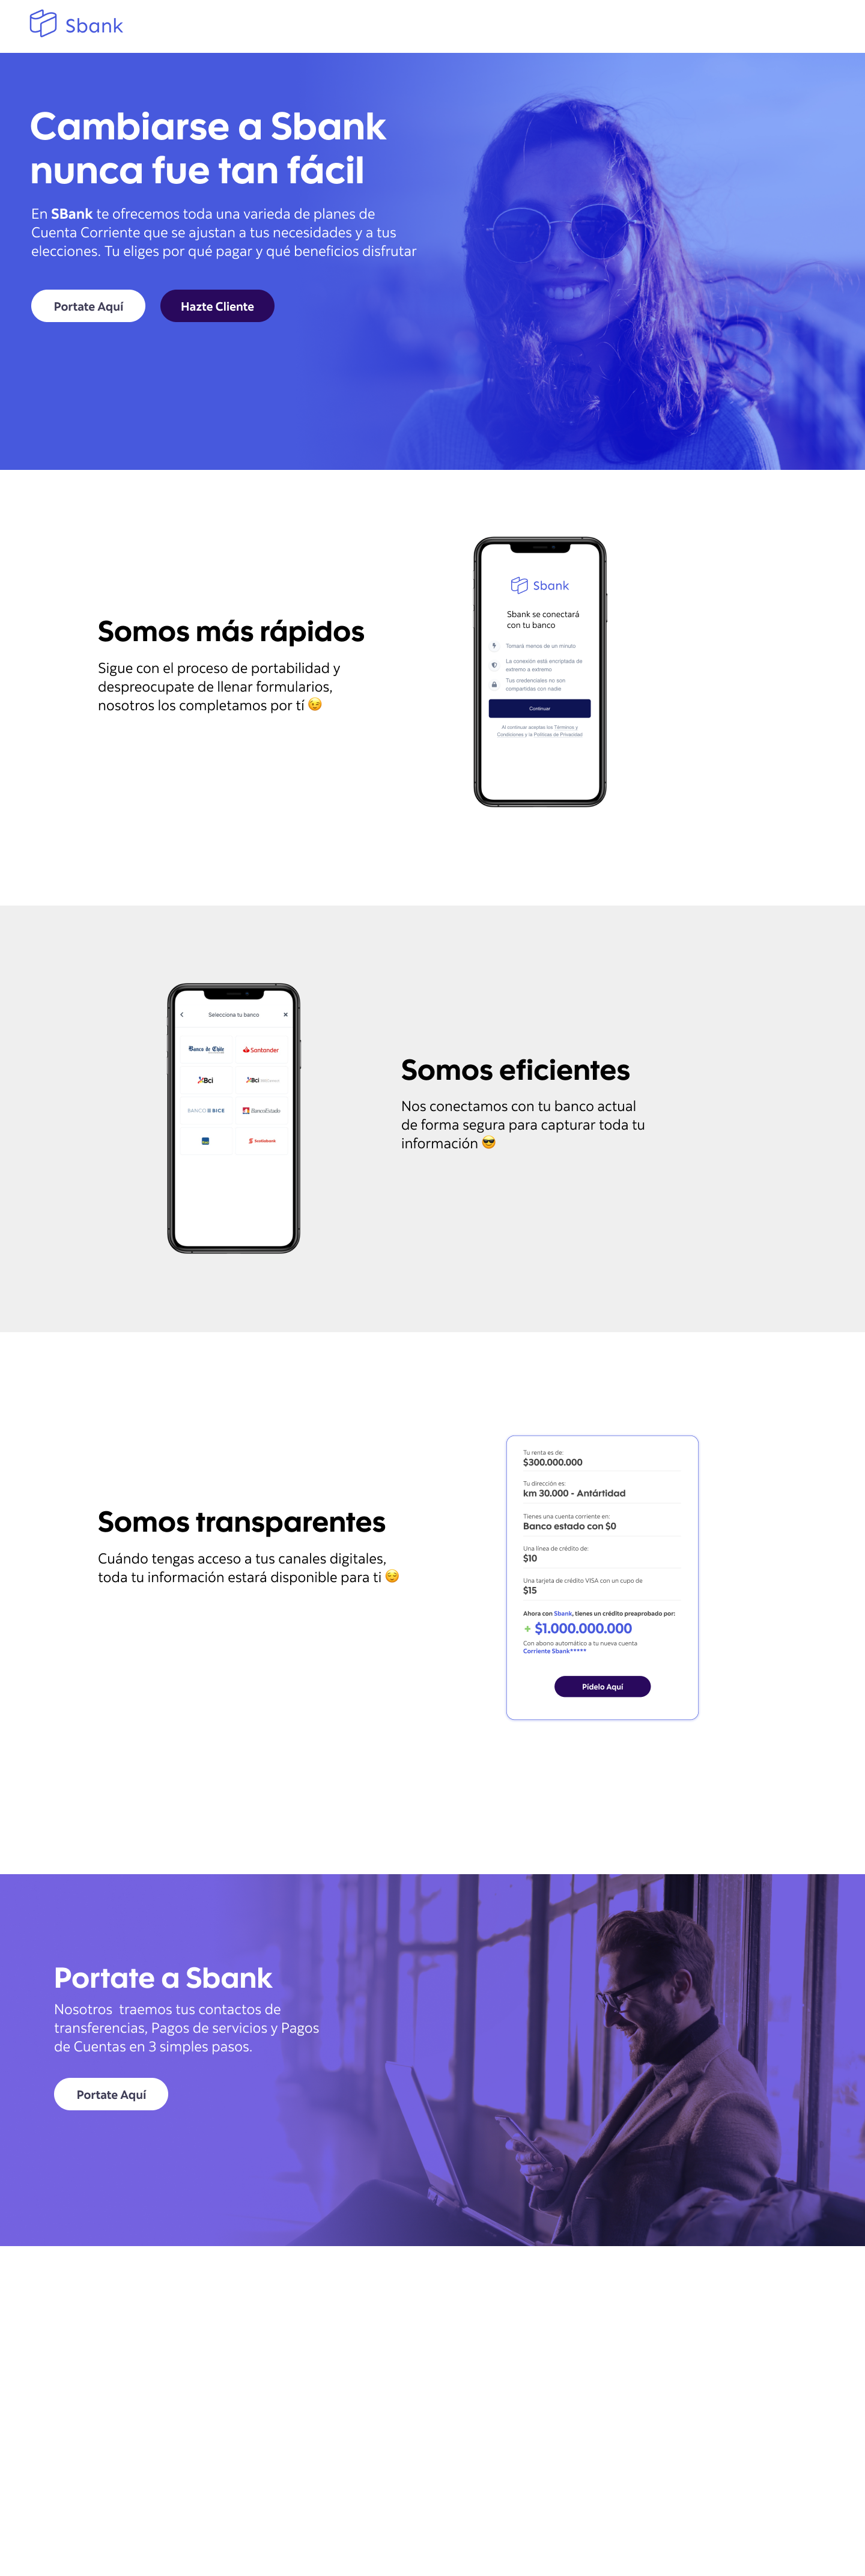 Sbank
Cambiarse a Sbank
nunca fue tan fácil
En SBank te ofrecemos toda una varieda de planes de
Cuenta Corriente que se ajustan a tus necesidades y a tus
elecciones. Tu eliges por qué pagar y qué beneficios disfrutar
Portate Aquí
Hazte Cliente
Somos más rápidos
Sigue con el proceso de portabilidad y
despreocupate de llenar formularios,
nosotros los completamos por tí 😉
Sbank
Sbank se conectará
con tu banco
Tomará menos de un minuto
La conexión está encriptada de
extremo a extremo
Tus credenciales no son
compartidas con nadie
Continuar
Al continuar aceptas los Términos y
Condiciones y la Políticas de Privacidad
Selecciona tu banco
Banco de Chile
Santander
Bci
Bci
BANCO BICE
BancoEstado
Scotiabank
Somos eficientes
Nos conectamos con tu banco actual
de forma segura para capturar toda tu
información 😎
Somos transparentes
Cuándo tengas acceso a tus canales digitales,
toda tu información estará disponible para ti 😌
Tu renta es de:
$300.000.000
Tu dirección es:
km 30.000 - Antártidad
Tienes una cuenta corriente en:
Banco estado con $0
Una línea de crédito de:
$10
Una tarjeta de crédito VISA con un cupo de
$15
Ahora con Sbank, tienes un crédito preaprobado por:
+ $1.000.000.000
Con abono automático a tu nueva cuenta
Corriente Sbank*****
Pídelo Aquí
Portate a Sbank
Nosotros  traemos tus contactos de
transferencias, Pagos de servicios y Pagos
de Cuentas en 3 simples pasos.
Portate Aquí